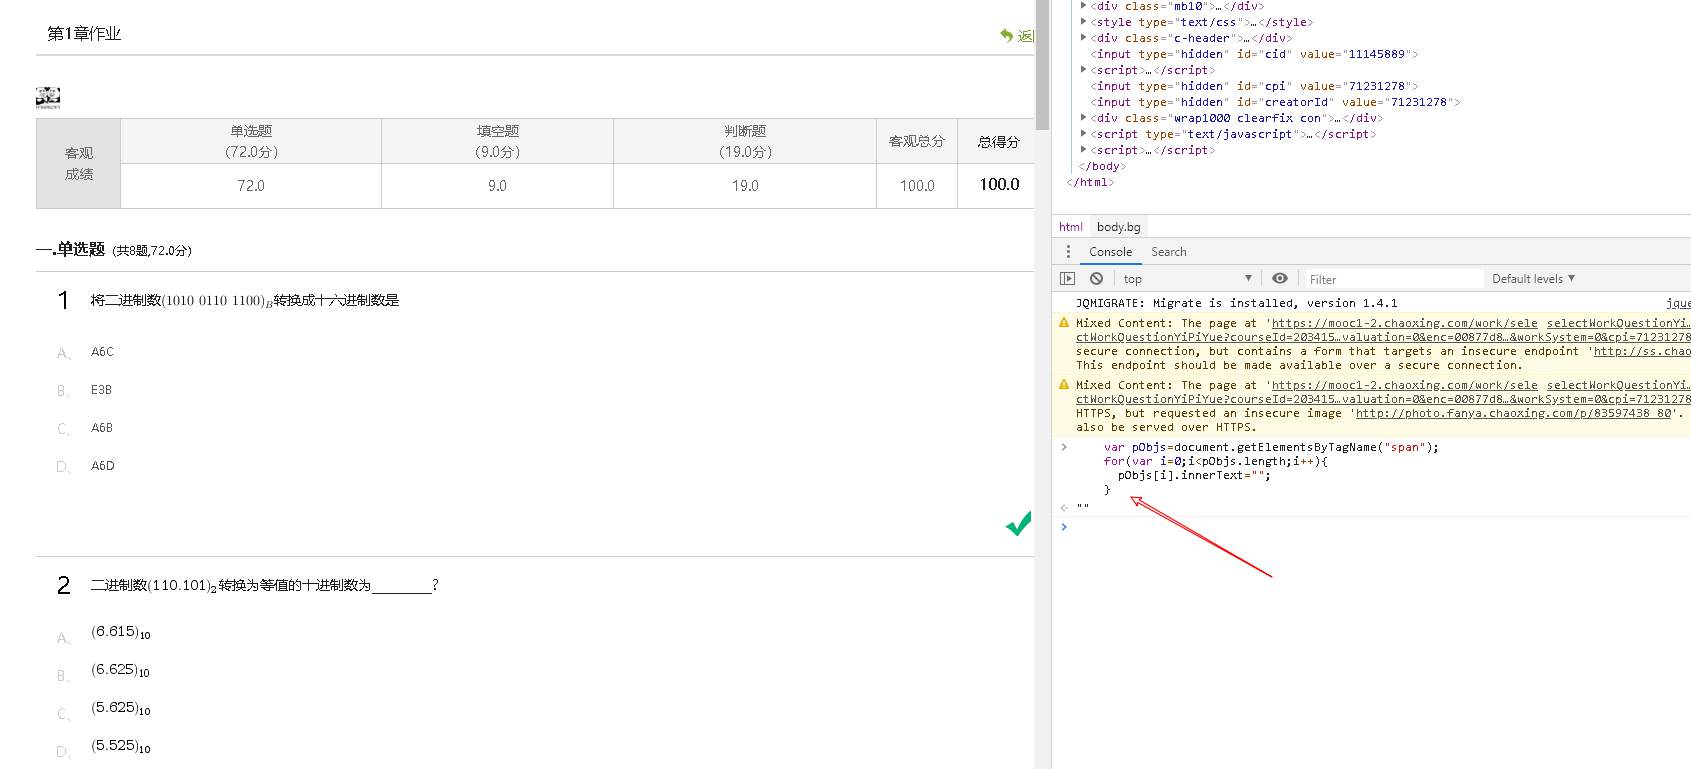 第1章作业
客观
成绩
单选题
(72.0分)
填空题
(9.0分)
判断题
(19.0分)
客观总分
总得分
72.0
9.0
19.0
100.0
100.0
一.单选题 (共8题,72.0分)
1 将二进制数(1010 0110 1100)B转换成十六进制数是
A、 A6C
B、 E3B
C、 A6B
D、 A6D
2 二进制数(110.101)2转换为等值的十进制数为________?
A、 (6.615)10
B、 (6.625)10
C、 (5.625)10
D、 (5.525)10
<div class="mb10">…</div>
<style type="text/css">…</style>
<div class="c-header">…</div>
<input type="hidden" id="cid" value="11145889">
<script>…</script>
<input type="hidden" id="cpi" value="71231278">
<input type="hidden" id="creatorId" value="71231278">
<div class="wrap1000 clearfix con">…</div>
<script type="text/javascript">…</script>
<script>…</script>
</body>
</html>
html body.bg
Console Search
top Filter Default levels ▼
JQMIGRATE: Migrate is installed, version 1.4.1 jque
Mixed Content: The page at 'https://mooc1-2.chaoxing.com/work/sele selectWorkQuestionYi…
ctWorkQuestionYiPiYue?courseId=203415…valuation=0&enc=00877d8…&workSystem=0&cpi=71231278
secure connection, but contains a form that targets an insecure endpoint 'http://ss.chao
This endpoint should be made available over a secure connection.
Mixed Content: The page at 'https://mooc1-2.chaoxing.com/work/sele selectWorkQuestionYi…
ctWorkQuestionYiPiYue?courseId=203415…valuation=0&enc=00877d8…&workSystem=0&cpi=71231278
HTTPS, but requested an insecure image 'http://photo.fanya.chaoxing.com/p/83597438_80'.
also be served over HTTPS.
var pObjs=document.getElementsByTagName("span");
for(var i=0;i<pObjs.length;i++){
pObjs[i].innerText="";
}
""